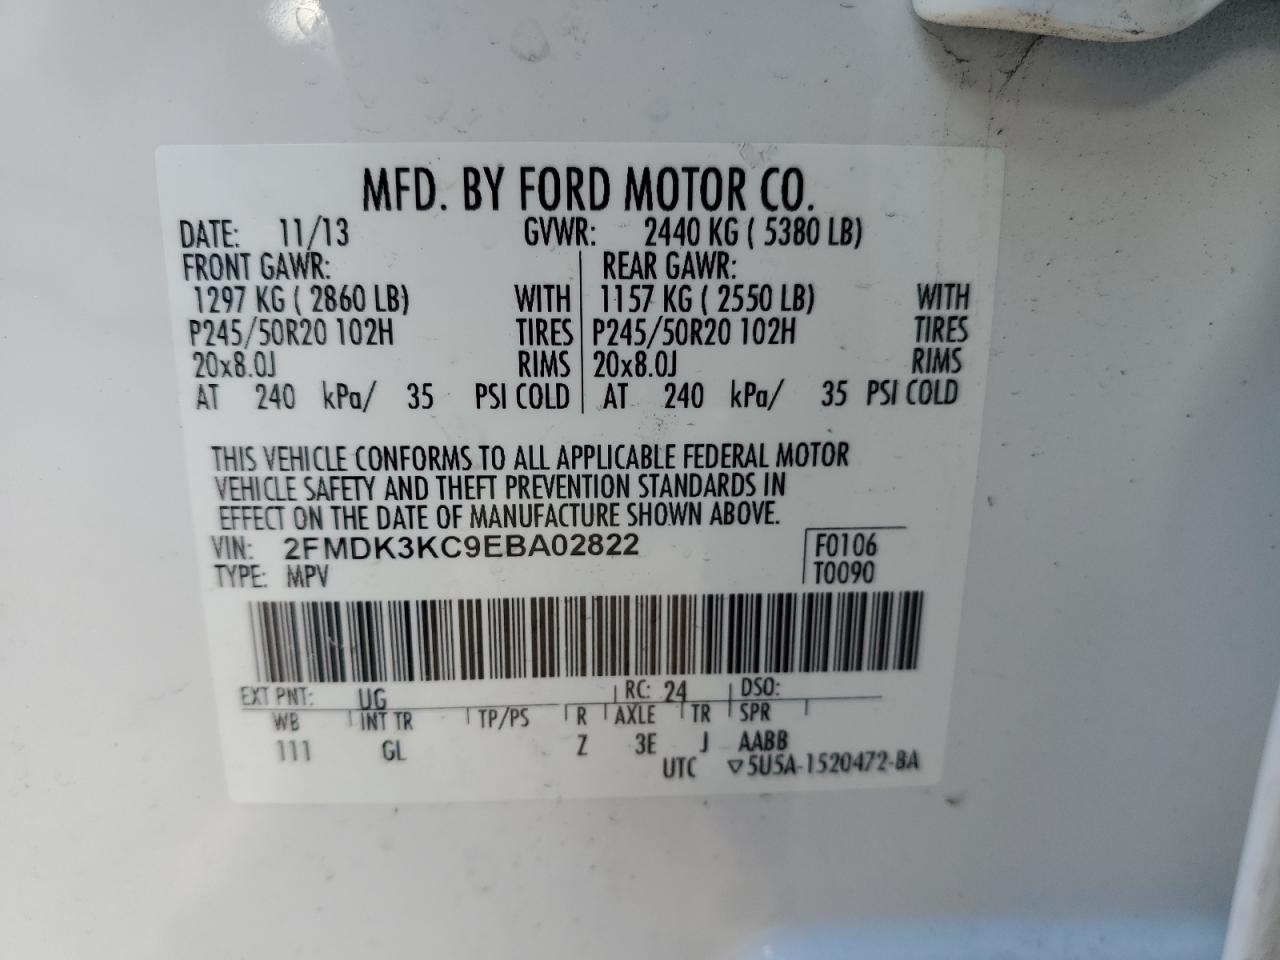 MFD. BY FORD MOTOR CO.
DATE: 11/13 GVWR: 2440 KG ( 5380 LB)
FRONT GAWR: REAR GAWR:
1297 KG ( 2860 LB) WITH 1157 KG ( 2550 LB) WITH
P245/50R20 102H TIRES P245/50R20 102H TIRES
20x8.0J RIMS 20x8.0J RIMS
AT 240 kPa/ 35 PSI COLD AT 240 kPa/ 35 PSI COLD
THIS VEHICLE CONFORMS TO ALL APPLICABLE FEDERAL MOTOR
VEHICLE SAFETY AND THEFT PREVENTION STANDARDS IN
EFFECT ON THE DATE OF MANUFACTURE SHOWN ABOVE.
VIN: 2FMDK3KC9EBA02822 F0106
TYPE: MPV T0090
EXT PNT: UG RC: 24 DSO:
WB INT TR TP/PS R AXLE TR SPR
111 GL Z 3E J AABB
UTC ▽5U5A-1520472-BA